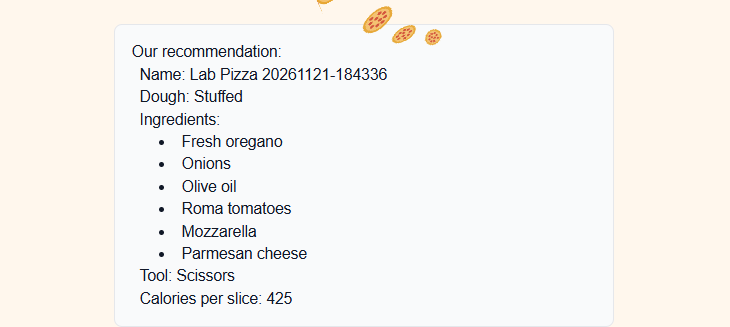 Our recommendation:
Name: Lab Pizza 20261121-184336
Dough: Stuffed
Ingredients:
• Fresh oregano
• Onions
• Olive oil
• Roma tomatoes
• Mozzarella
• Parmesan cheese
Tool: Scissors
Calories per slice: 425